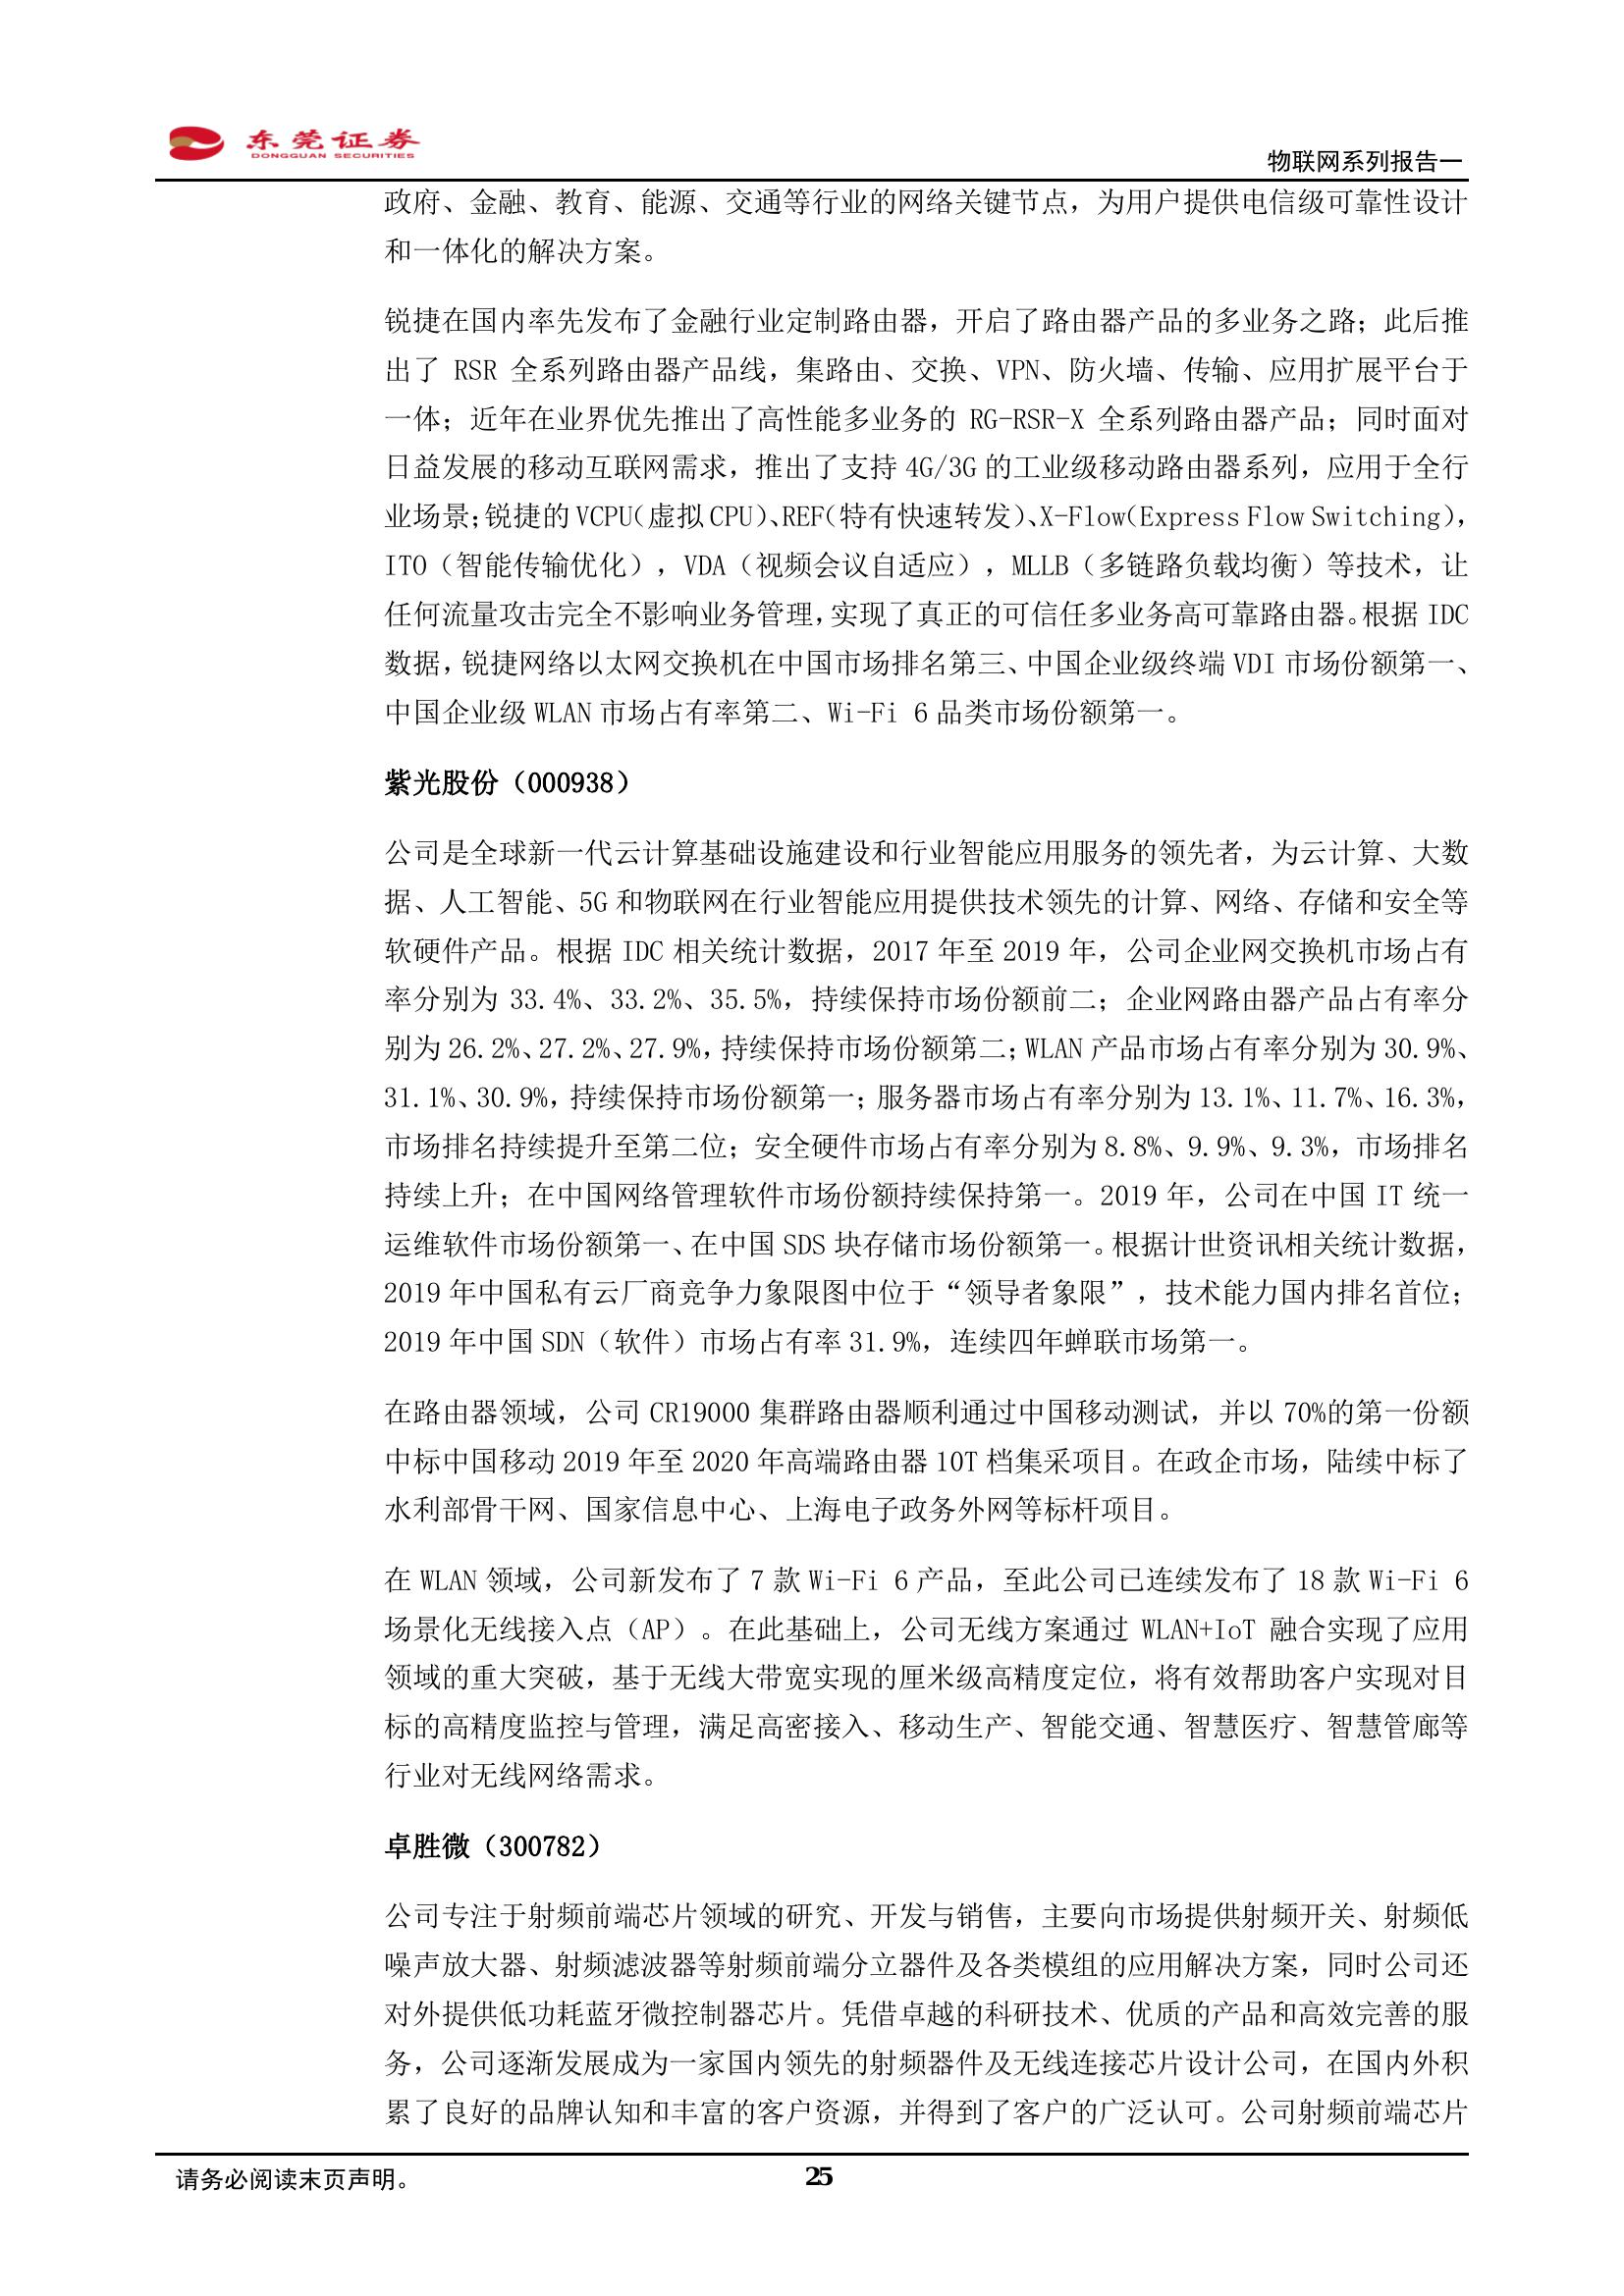 东莞证券
DONGGUAN SECURITIES
物联网系列报告一
政府、金融、教育、能源、交通等行业的网络关键节点，为用户提供电信级可靠性设计
和一体化的解决方案。
锐捷在国内率先发布了金融行业定制路由器，开启了路由器产品的多业务之路；此后推
出了 RSR 全系列路由器产品线，集路由、交换、VPN、防火墙、传输、应用扩展平台于
一体；近年在业界优先推出了高性能多业务的 RG-RSR-X 全系列路由器产品；同时面对
日益发展的移动互联网需求，推出了支持 4G/3G 的工业级移动路由器系列，应用于全行
业场景；锐捷的 VCPU（虚拟 CPU）、REF（特有快速转发）、X-Flow（Express Flow Switching），
ITO（智能传输优化），VDA（视频会议自适应），MLLB（多链路负载均衡）等技术，让
任何流量攻击完全不影响业务管理，实现了真正的可信任多业务高可靠路由器。根据 IDC
数据，锐捷网络以太网交换机在中国市场排名第三、中国企业级终端 VDI 市场份额第一、
中国企业级 WLAN 市场占有率第二、Wi-Fi 6 品类市场份额第一。
紫光股份（000938）
公司是全球新一代云计算基础设施建设和行业智能应用服务的领先者，为云计算、大数
据、人工智能、5G 和物联网在行业智能应用提供技术领先的计算、网络、存储和安全等
软硬件产品。根据 IDC 相关统计数据，2017 年至 2019 年，公司企业网交换机市场占有
率分别为 33.4%、33.2%、35.5%，持续保持市场份额前二；企业网路由器产品占有率分
别为 26.2%、27.2%、27.9%，持续保持市场份额第二；WLAN 产品市场占有率分别为 30.9%、
31.1%、30.9%，持续保持市场份额第一；服务器市场占有率分别为 13.1%、11.7%、16.3%，
市场排名持续提升至第二位；安全硬件市场占有率分别为 8.8%、9.9%、9.3%，市场排名
持续上升；在中国网络管理软件市场份额持续保持第一。2019 年，公司在中国 IT 统一
运维软件市场份额第一、在中国 SDS 块存储市场份额第一。根据计世资讯相关统计数据，
2019 年中国私有云厂商竞争力象限图中位于“领导者象限”，技术能力国内排名首位；
2019 年中国 SDN（软件）市场占有率 31.9%，连续四年蝉联市场第一。
在路由器领域，公司 CR19000 集群路由器顺利通过中国移动测试，并以 70%的第一份额
中标中国移动 2019 年至 2020 年高端路由器 10T 档集采项目。在政企市场，陆续中标了
水利部骨干网、国家信息中心、上海电子政务外网等标杆项目。
在 WLAN 领域，公司新发布了 7 款 Wi-Fi 6 产品，至此公司已连续发布了 18 款 Wi-Fi 6
场景化无线接入点（AP）。在此基础上，公司无线方案通过 WLAN+IoT 融合实现了应用
领域的重大突破，基于无线大带宽实现的厘米级高精度定位，将有效帮助客户实现对目
标的高精度监控与管理，满足高密接入、移动生产、智能交通、智慧医疗、智慧管廊等
行业对无线网络需求。
卓胜微（300782）
公司专注于射频前端芯片领域的研究、开发与销售，主要向市场提供射频开关、射频低
噪声放大器、射频滤波器等射频前端分立器件及各类模组的应用解决方案，同时公司还
对外提供低功耗蓝牙微控制器芯片。凭借卓越的科研技术、优质的产品和高效完善的服
务，公司逐渐发展成为一家国内领先的射频器件及无线连接芯片设计公司，在国内外积
累了良好的品牌认知和丰富的客户资源，并得到了客户的广泛认可。公司射频前端芯片
请务必阅读末页声明。
25